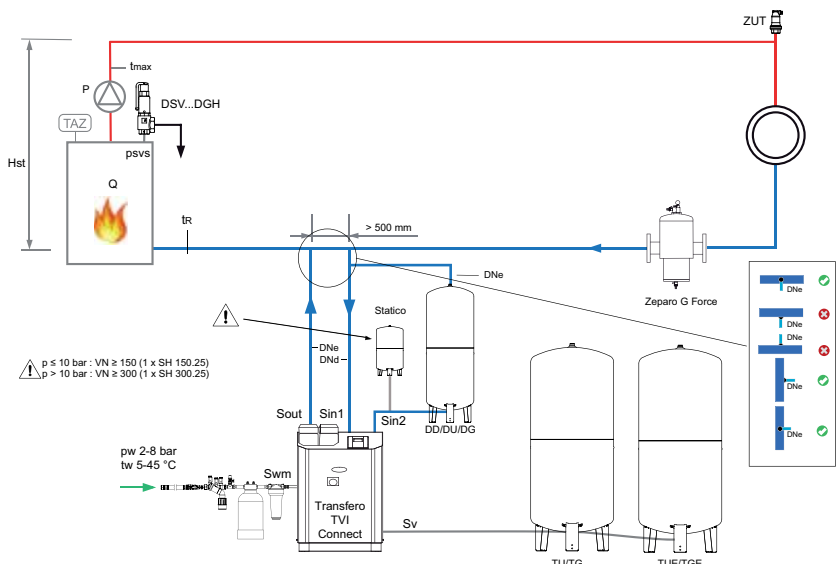 ZUT
tmax
P
DSV...DGH
TAZ
psvs
Hst
Q
tR
> 500 mm
DNe
Zeparo G Force
DNe
DNe
DNe
DNe
DNe
Statico
p ≤ 10 bar : VN ≥ 150 (1 x SH 150.25)
p > 10 bar : VN ≥ 300 (1 x SH 300.25)
DNe
DNd
Sout
Sin1
Sin2
DD/DU/DG
pw 2-8 bar
tw 5-45 °C
Swm
Transfero
TVI
Connect
Sv
TU/TG
TUE/TGE